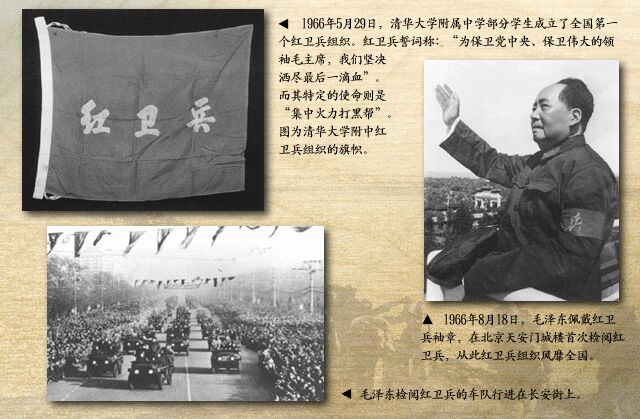 红卫兵
◀ 1966年5月29日，清华大学附属中学部分学生成立了全国第一
个红卫兵组织。红卫兵誓词称：“为保卫党中央、保卫伟大的领
袖毛主席，我们坚决
洒尽最后一滴血”。
而其特定的使命则是
“集中火力打黑帮”。
图为清华大学附中红
卫兵组织的旗帜。
兵
▲ 1966年8月18日，毛泽东佩戴红卫
兵袖章，在北京天安门城楼首次检阅红
卫兵，从此红卫兵组织风靡全国。
◀ 毛泽东检阅红卫兵的车队行进在长安街上。